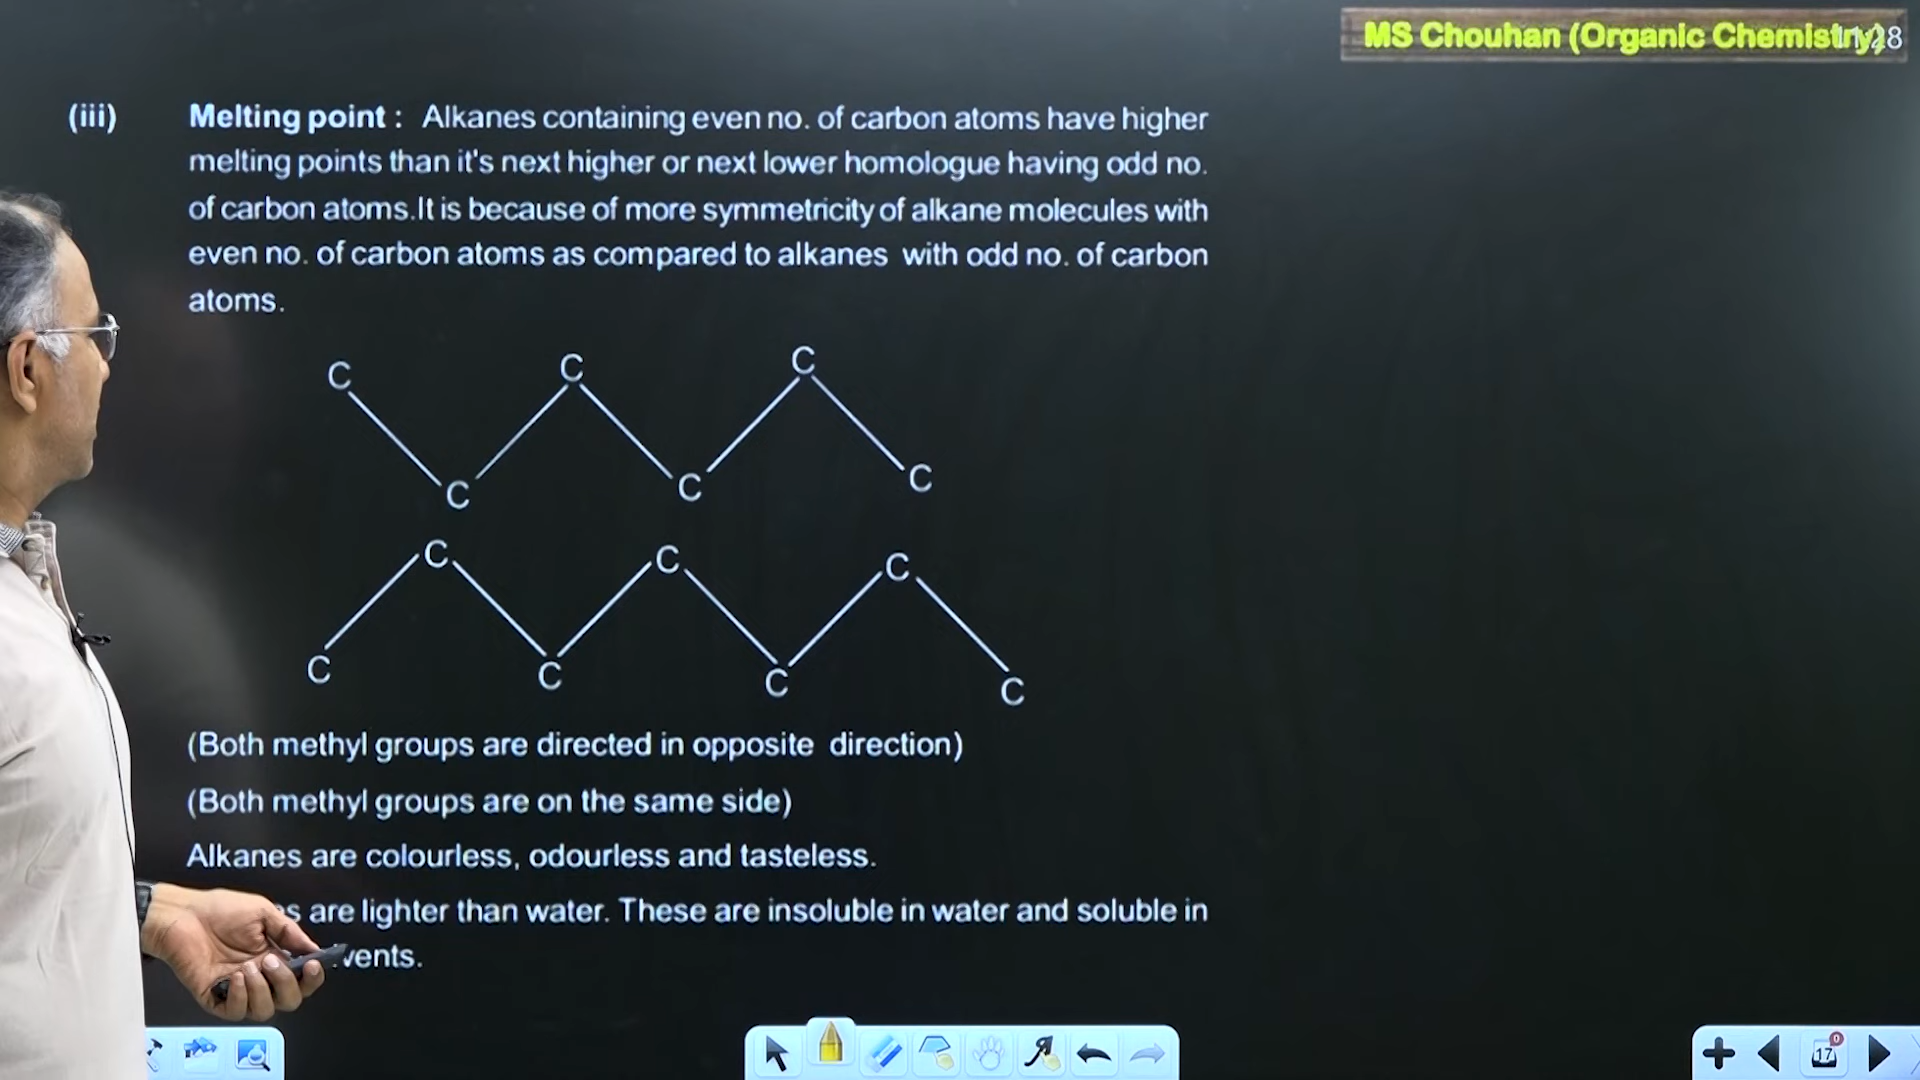 MS Chouhan (Organic Chemistry)
(iii) Melting point : Alkanes containing even no. of carbon atoms have higher
melting points than it's next higher or next lower homologue having odd no.
of carbon atoms.It is because of more symmetricity of alkane molecules with
even no. of carbon atoms as compared to alkanes with odd no. of carbon
atoms.
C C C
C C C
C C C
C C C C
(Both methyl groups are directed in opposite direction)
(Both methyl groups are on the same side)
Alkanes are colourless, odourless and tasteless.
are lighter than water. These are insoluble in water and soluble in
17
0